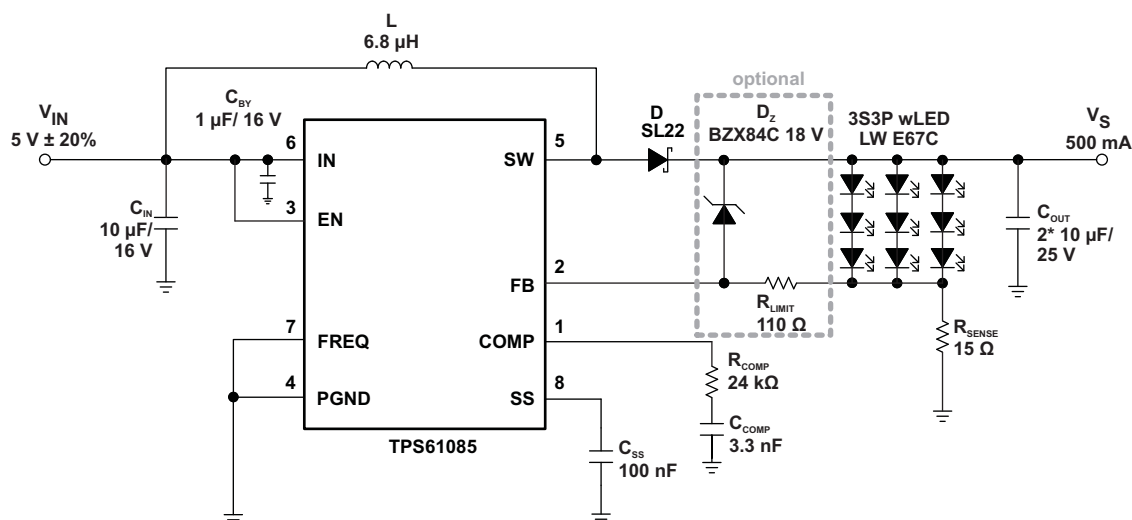 L
6.8 µH
optional
V_IN
5 V ± 20%
C_BY
1 µF/ 16 V
D
SL22
D_Z
BZX84C 18 V
3S3P wLED
LW E67C
V_S
500 mA
6
IN
5
SW
3
EN
C_IN
10 µF/
16 V
C_OUT
2* 10 µF/
25 V
2
FB
R_LIMIT
110 Ω
7
FREQ
1
COMP
R_SENSE
15 Ω
R_COMP
24 kΩ
4
PGND
8
SS
C_COMP
3.3 nF
TPS61085
C_SS
100 nF